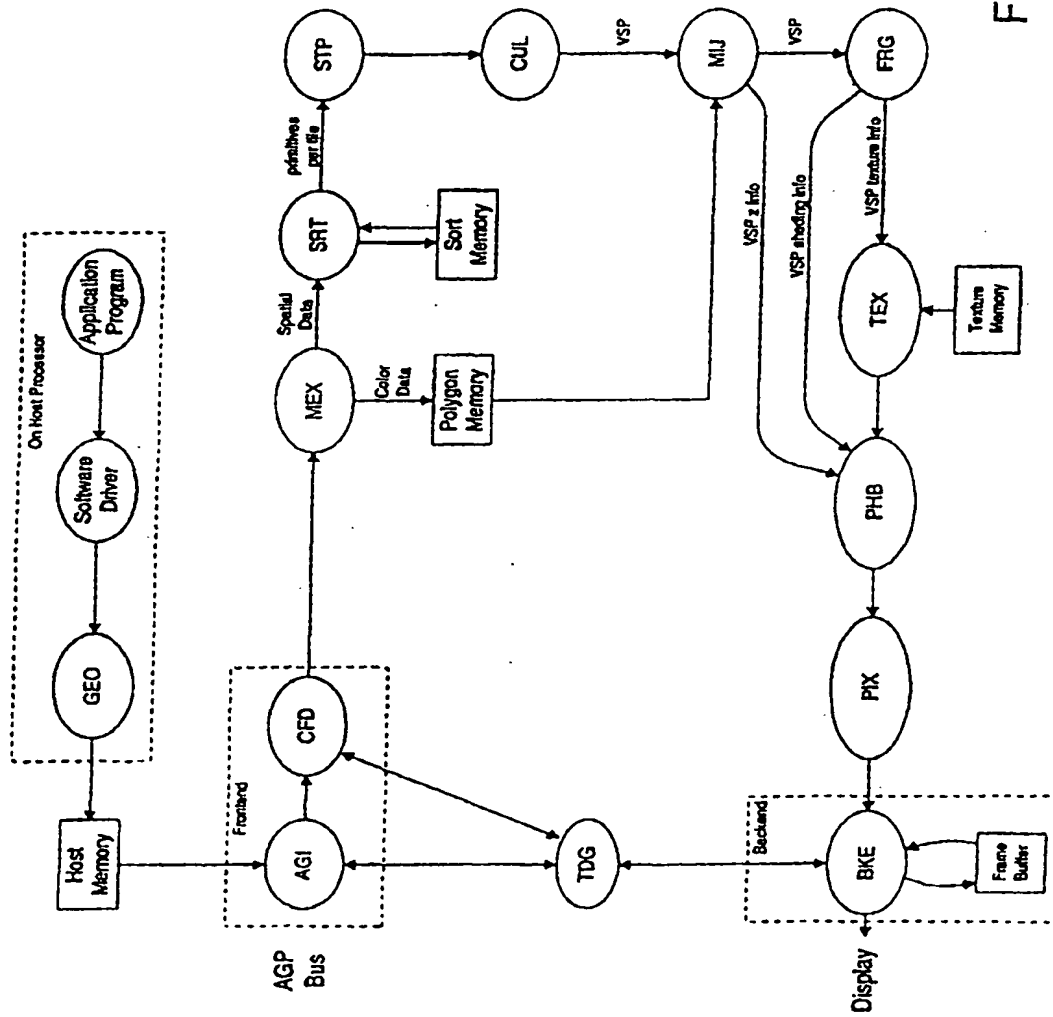 On Host Processor
GEO
Software
Driver
Application
Program
Host
Memory
Frontend
AGP
Bus
AGI
CFD
MEX
Spatial
Data
SRT
primitives
per tile
STP
Color
Data
Polygon
Memory
Sort
Memory
CUL
VSP
MIJ
VSP
FRG
VSP z info
VSP shading info
VSP texture info
TEX
Texture
Memory
PHB
PIX
TDG
Backend
BKE
Frame
Buffer
Display
F